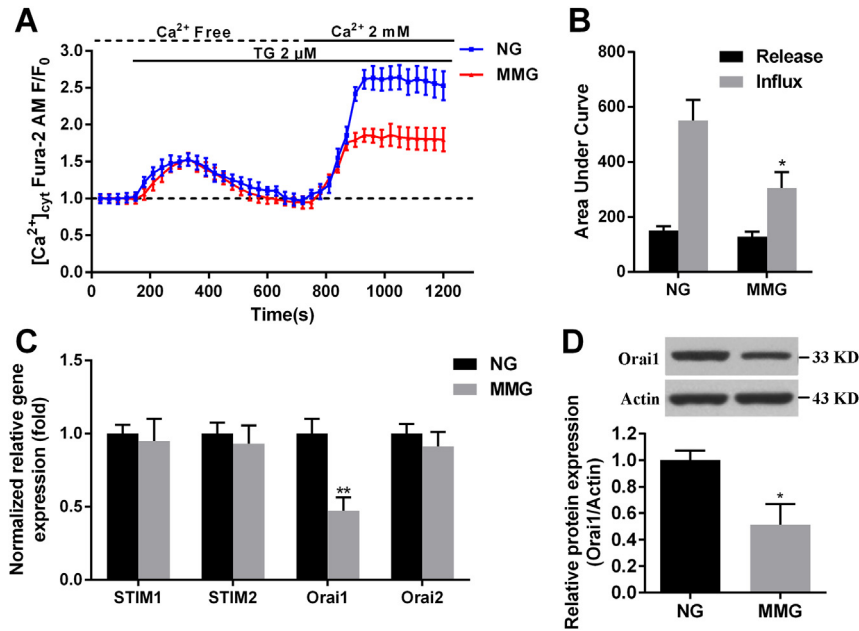 A
Ca²⁺ Free
Ca²⁺ 2 mM
TG 2 µM
NG
MMG
[Ca²⁺]cyt Fura-2 AM F/F₀
3.0
2.5
2.0
1.5
1.0
0.5
0.0
0
200
400
600
800
1000
1200
Time(s)
B
Release
Influx
Area Under Curve
800
600
400
200
0
*
NG
MMG
C
NG
MMG
Normalized relative gene
expression (fold)
1.5
1.0
0.5
0.0
**
STIM1
STIM2
Orai1
Orai2
D
Orai1
33 KD
Actin
43 KD
Relative protein expression
(Orai1/Actin)
1.2
1.0
0.8
0.6
0.4
0.2
0.0
*
NG
MMG